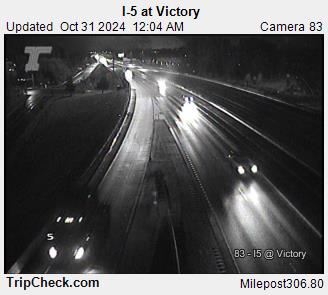 I-5 at Victory
Updated Oct 31 2024 12:04 AM Camera 83
T
83 - I5 @ Victory
TripCheck.com Milepost306.80